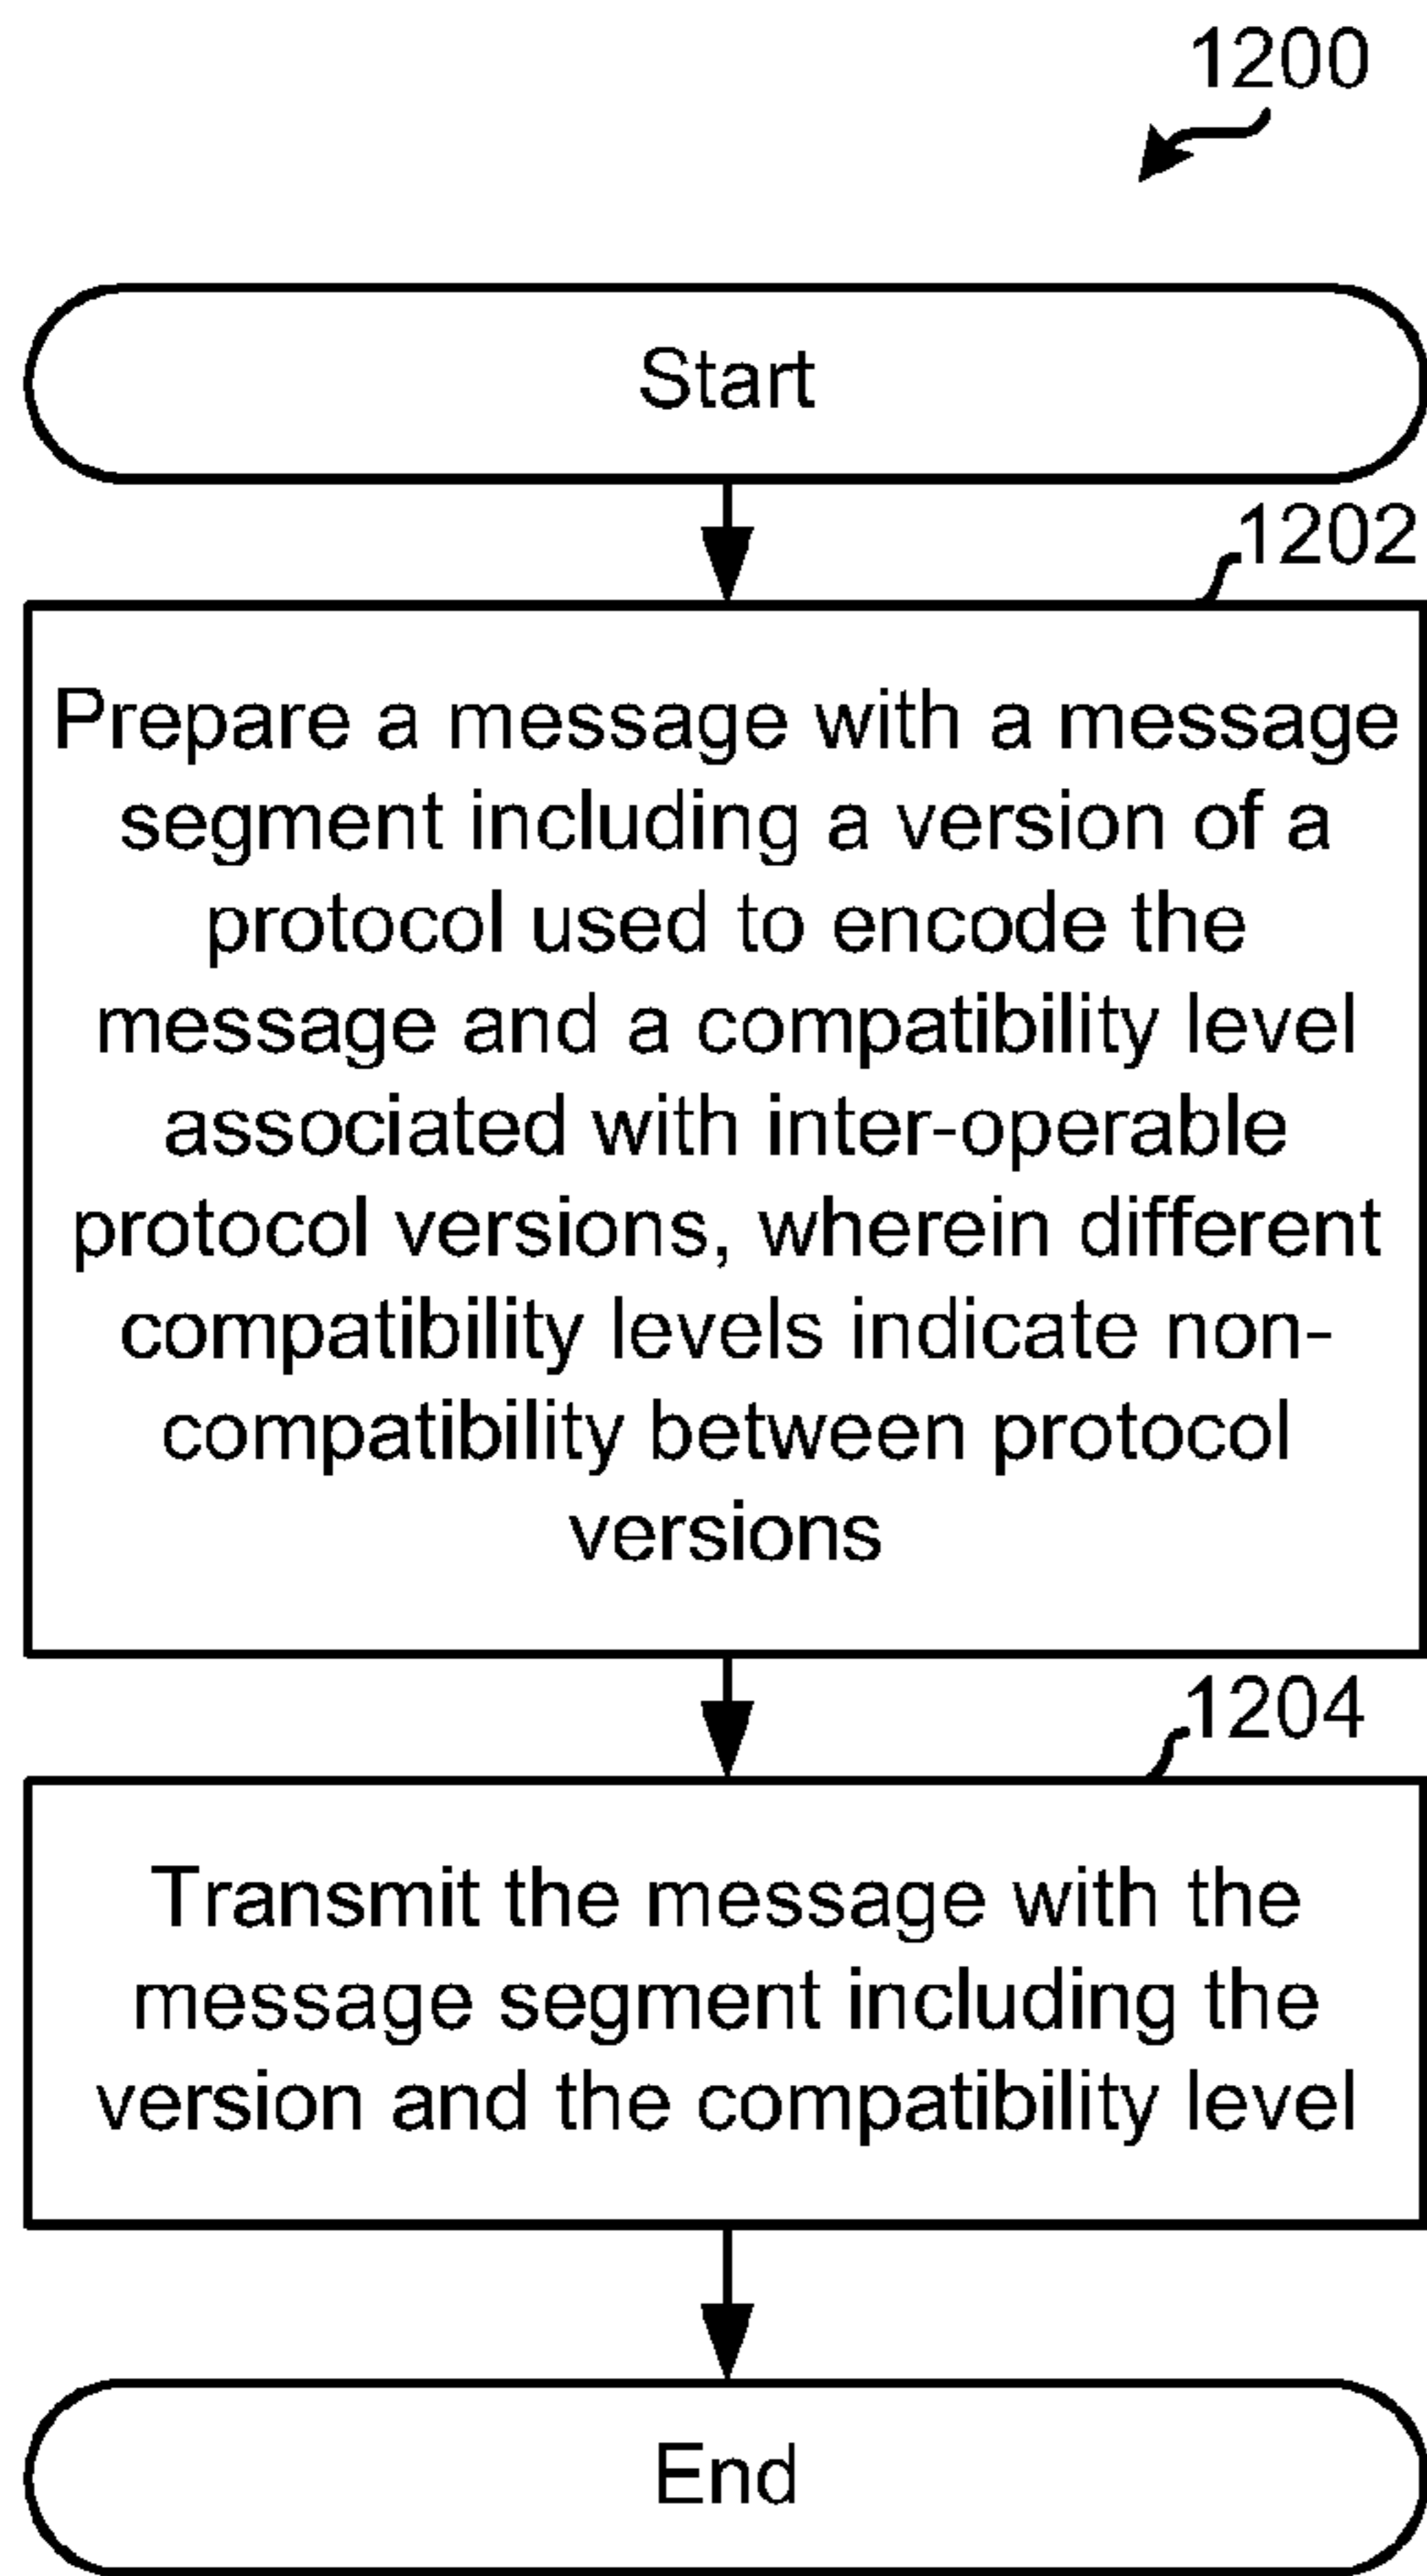 1200
Start
1202
Prepare a message with a message
segment including a version of a
protocol used to encode the
message and a compatibility level
associated with inter-operable
protocol versions, wherein different
compatibility levels indicate non-
compatibility between protocol
versions
1204
Transmit the message with the
message segment including the
version and the compatibility level
End